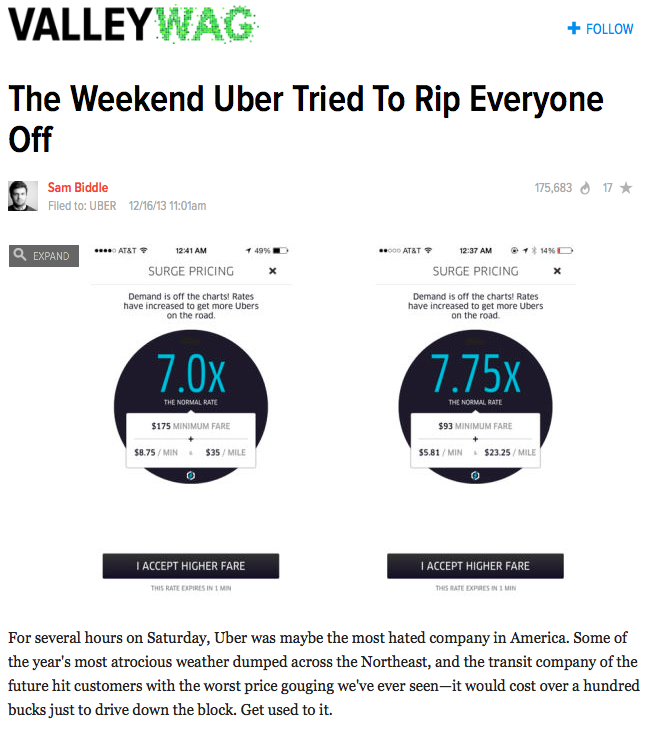 VALLEYWAG
+ FOLLOW
The Weekend Uber Tried To Rip Everyone
Off
Sam Biddle
Filed to: UBER 12/16/13 11:01am
175,683 17
EXPAND
AT&T 12:41 AM 49%
SURGE PRICING ×
Demand is off the charts! Rates
have increased to get more Ubers
on the road.
7.0x
THE NORMAL RATE
$175 MINIMUM FARE
+
$8.75 / MIN & $35 / MILE
I ACCEPT HIGHER FARE
THIS RATE EXPIRES IN 1 MIN
AT&T 12:37 AM 14%
SURGE PRICING ×
Demand is off the charts! Rates
have increased to get more Ubers
on the road.
7.75x
THE NORMAL RATE
$93 MINIMUM FARE
+
$5.81 / MIN & $23.25 / MILE
I ACCEPT HIGHER FARE
THIS RATE EXPIRES IN 1 MIN
For several hours on Saturday, Uber was maybe the most hated company in America. Some of
the year's most atrocious weather dumped across the Northeast, and the transit company of the
future hit customers with the worst price gouging we've ever seen—it would cost over a hundred
bucks just to drive down the block. Get used to it.